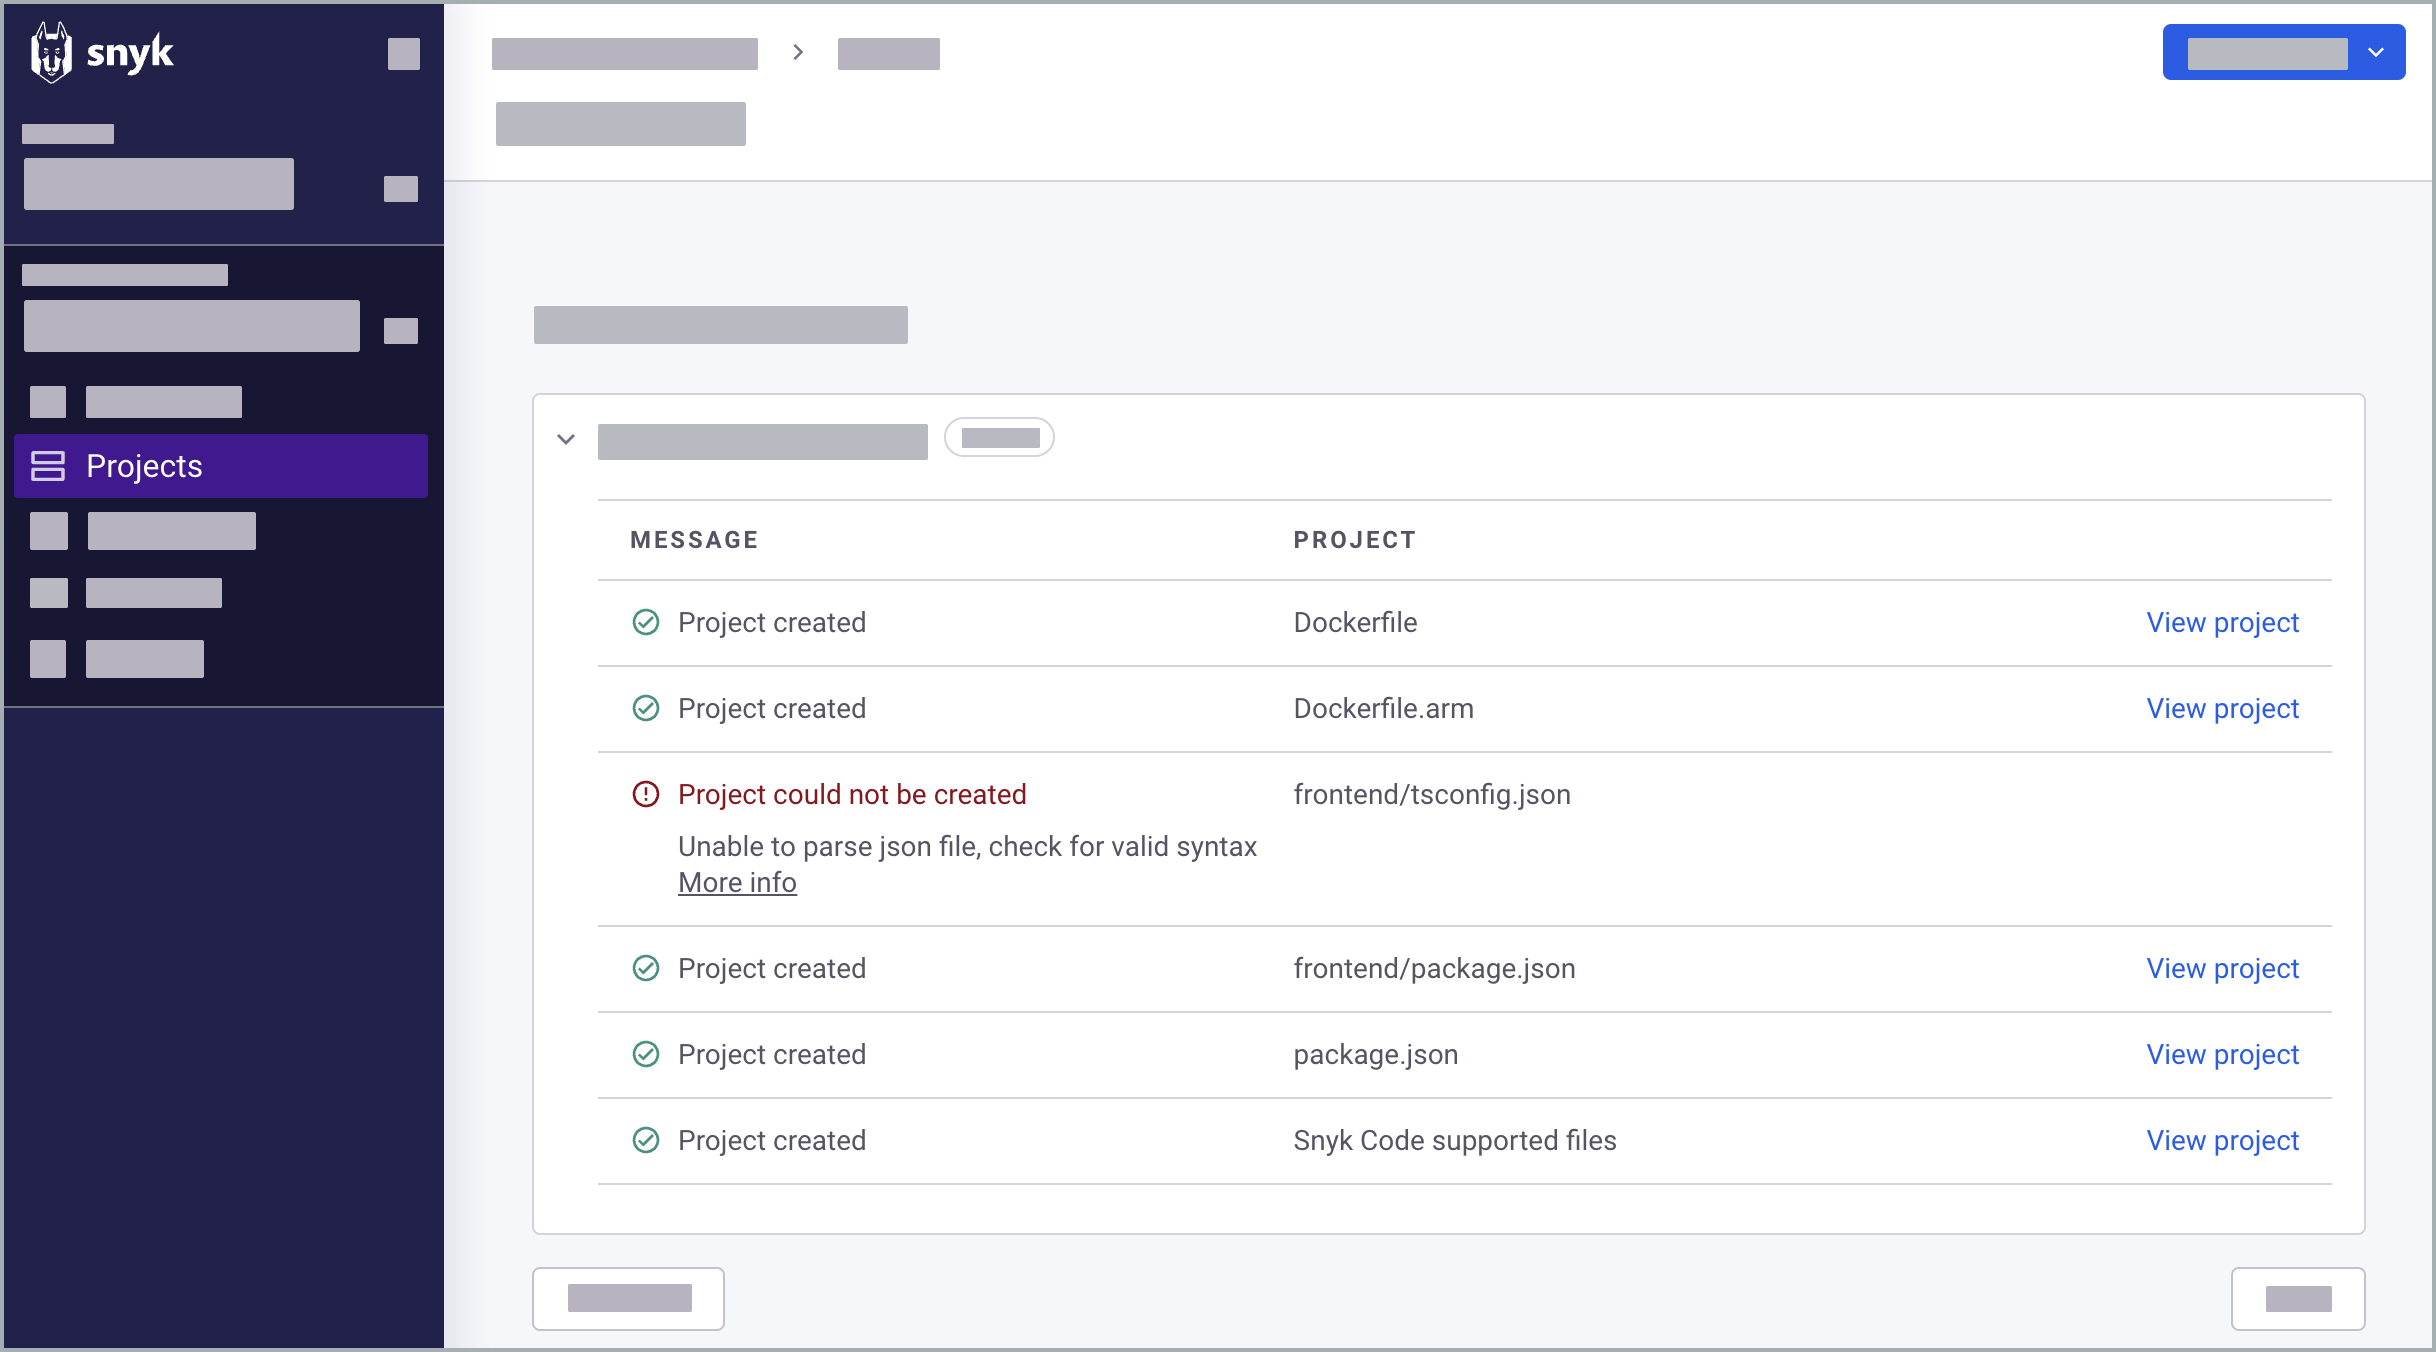 snyk
Projects
MESSAGE PROJECT
Project created Dockerfile View project
Project created Dockerfile.arm View project
Project could not be created frontend/tsconfig.json
Unable to parse json file, check for valid syntax
More info
Project created frontend/package.json View project
Project created package.json View project
Project created Snyk Code supported files View project